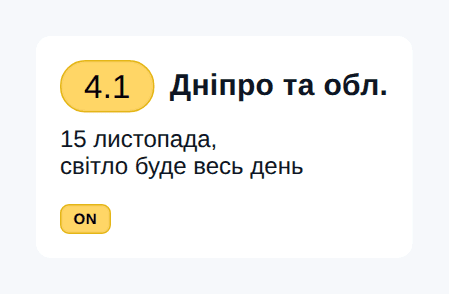 4.1 Дніпро та обл.
15 листопада,
світло буде весь день
ON